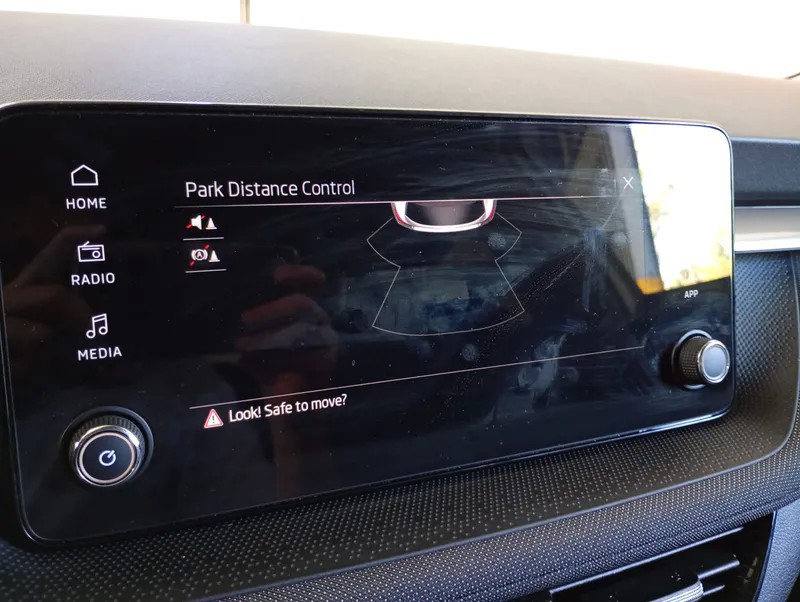 Park Distance Control
HOME
RADIO
MEDIA
APP
Look! Safe to move?